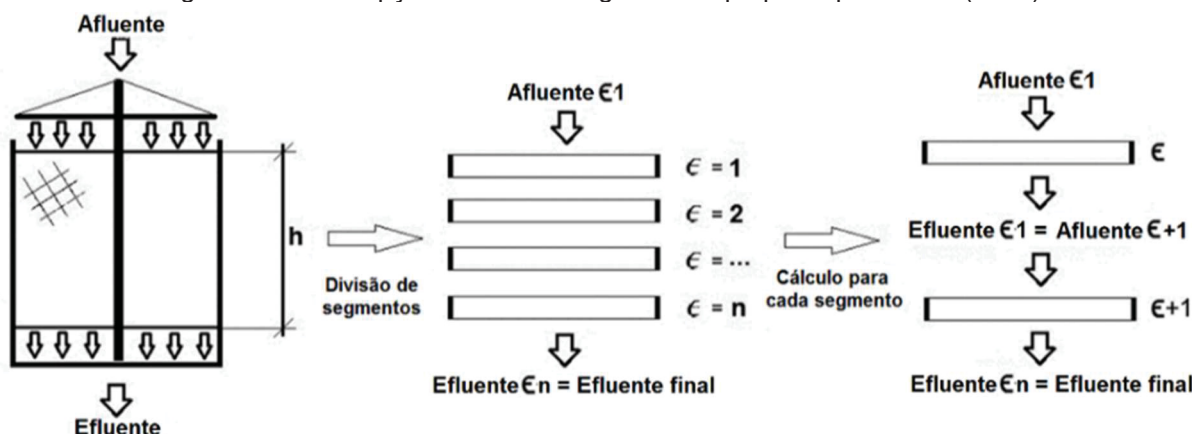 Afluente
h
Efluente
Divisão de
segmentos
Afluente Є1
Є = 1
Є = 2
Є = ...
Є = n
Efluente Єn = Efluente final
Cálculo para
cada segmento
Afluente Є1
Є
Efluente Є1 = Afluente Є+1
Є+1
Efluente Єn = Efluente final